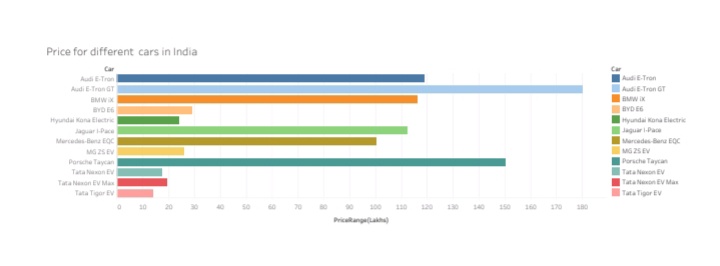 Price for different cars in India
Car
Audi E-Tron
Audi E-Tron GT
BMW iX
BYD E6
Hyundai Kona Electric
Jaguar I-Pace
Mercedes-Benz EQC
MG ZS EV
Porsche Taycan
Tata Nexon EV
Tata Nexon EV Max
Tata Tigor EV
0 10 20 30 40 50 60 70 80 90 100 110 120 130 140 150 160 170 180
PriceRange(Lakhs)
Car
Audi E-Tron
Audi E-Tron GT
BMW iX
BYD E6
Hyundai Kona Electric
Jaguar I-Pace
Mercedes-Benz EQC
MG ZS EV
Porsche Taycan
Tata Nexon EV
Tata Nexon EV Max
Tata Tigor EV